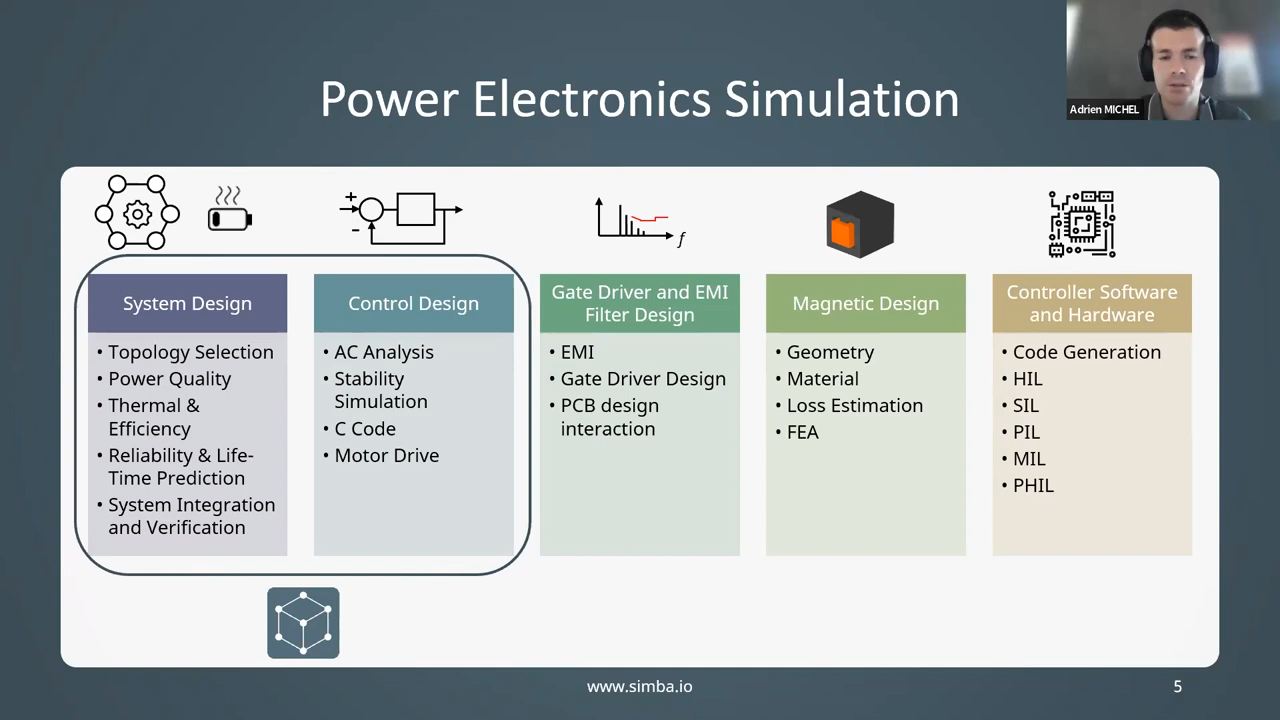 Adrien MICHEL
Power Electronics Simulation
+
-
f
System Design
• Topology Selection
• Power Quality
• Thermal &
Efficiency
• Reliability & Life-
Time Prediction
• System Integration
and Verification
Control Design
• AC Analysis
• Stability
Simulation
• C Code
• Motor Drive
Gate Driver and EMI
Filter Design
• EMI
• Gate Driver Design
• PCB design
interaction
Magnetic Design
• Geometry
• Material
• Loss Estimation
• FEA
Controller Software
and Hardware
• Code Generation
• HIL
• SIL
• PIL
• MIL
• PHIL
www.simba.io
5